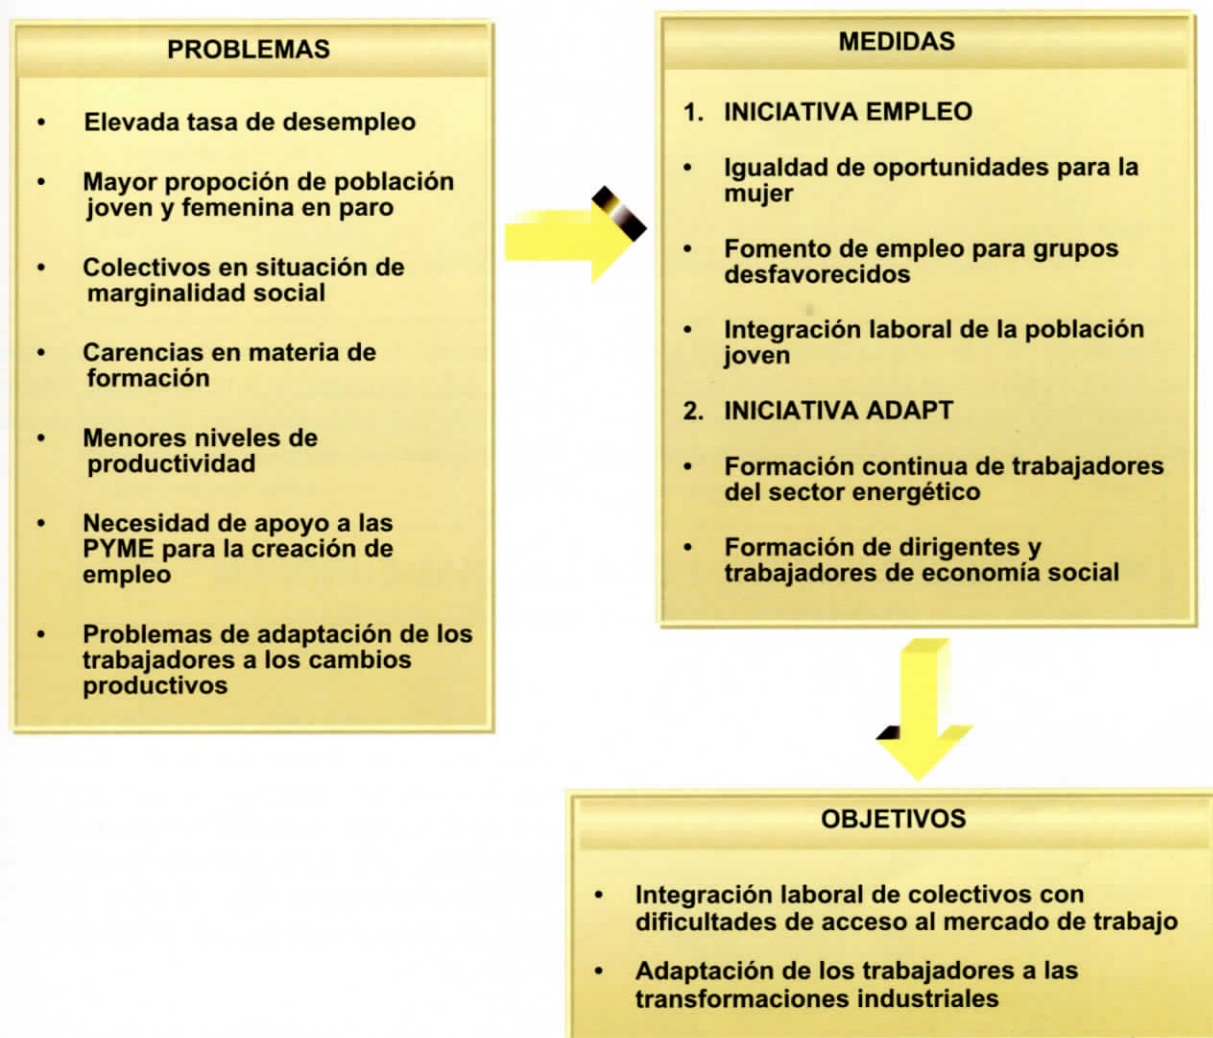 PROBLEMAS
• Elevada tasa de desempleo
• Mayor propoción de población
joven y femenina en paro
• Colectivos en situación de
marginalidad social
• Carencias en materia de
formación
• Menores niveles de
productividad
• Necesidad de apoyo a las
PYME para la creación de
empleo
• Problemas de adaptación de los
trabajadores a los cambios
productivos
MEDIDAS
1. INICIATIVA EMPLEO
• Igualdad de oportunidades para la
mujer
• Fomento de empleo para grupos
desfavorecidos
• Integración laboral de la población
joven
2. INICIATIVA ADAPT
• Formación continua de trabajadores
del sector energético
• Formación de dirigentes y
trabajadores de economía social
OBJETIVOS
• Integración laboral de colectivos con
dificultades de acceso al mercado de trabajo
• Adaptación de los trabajadores a las
transformaciones industriales